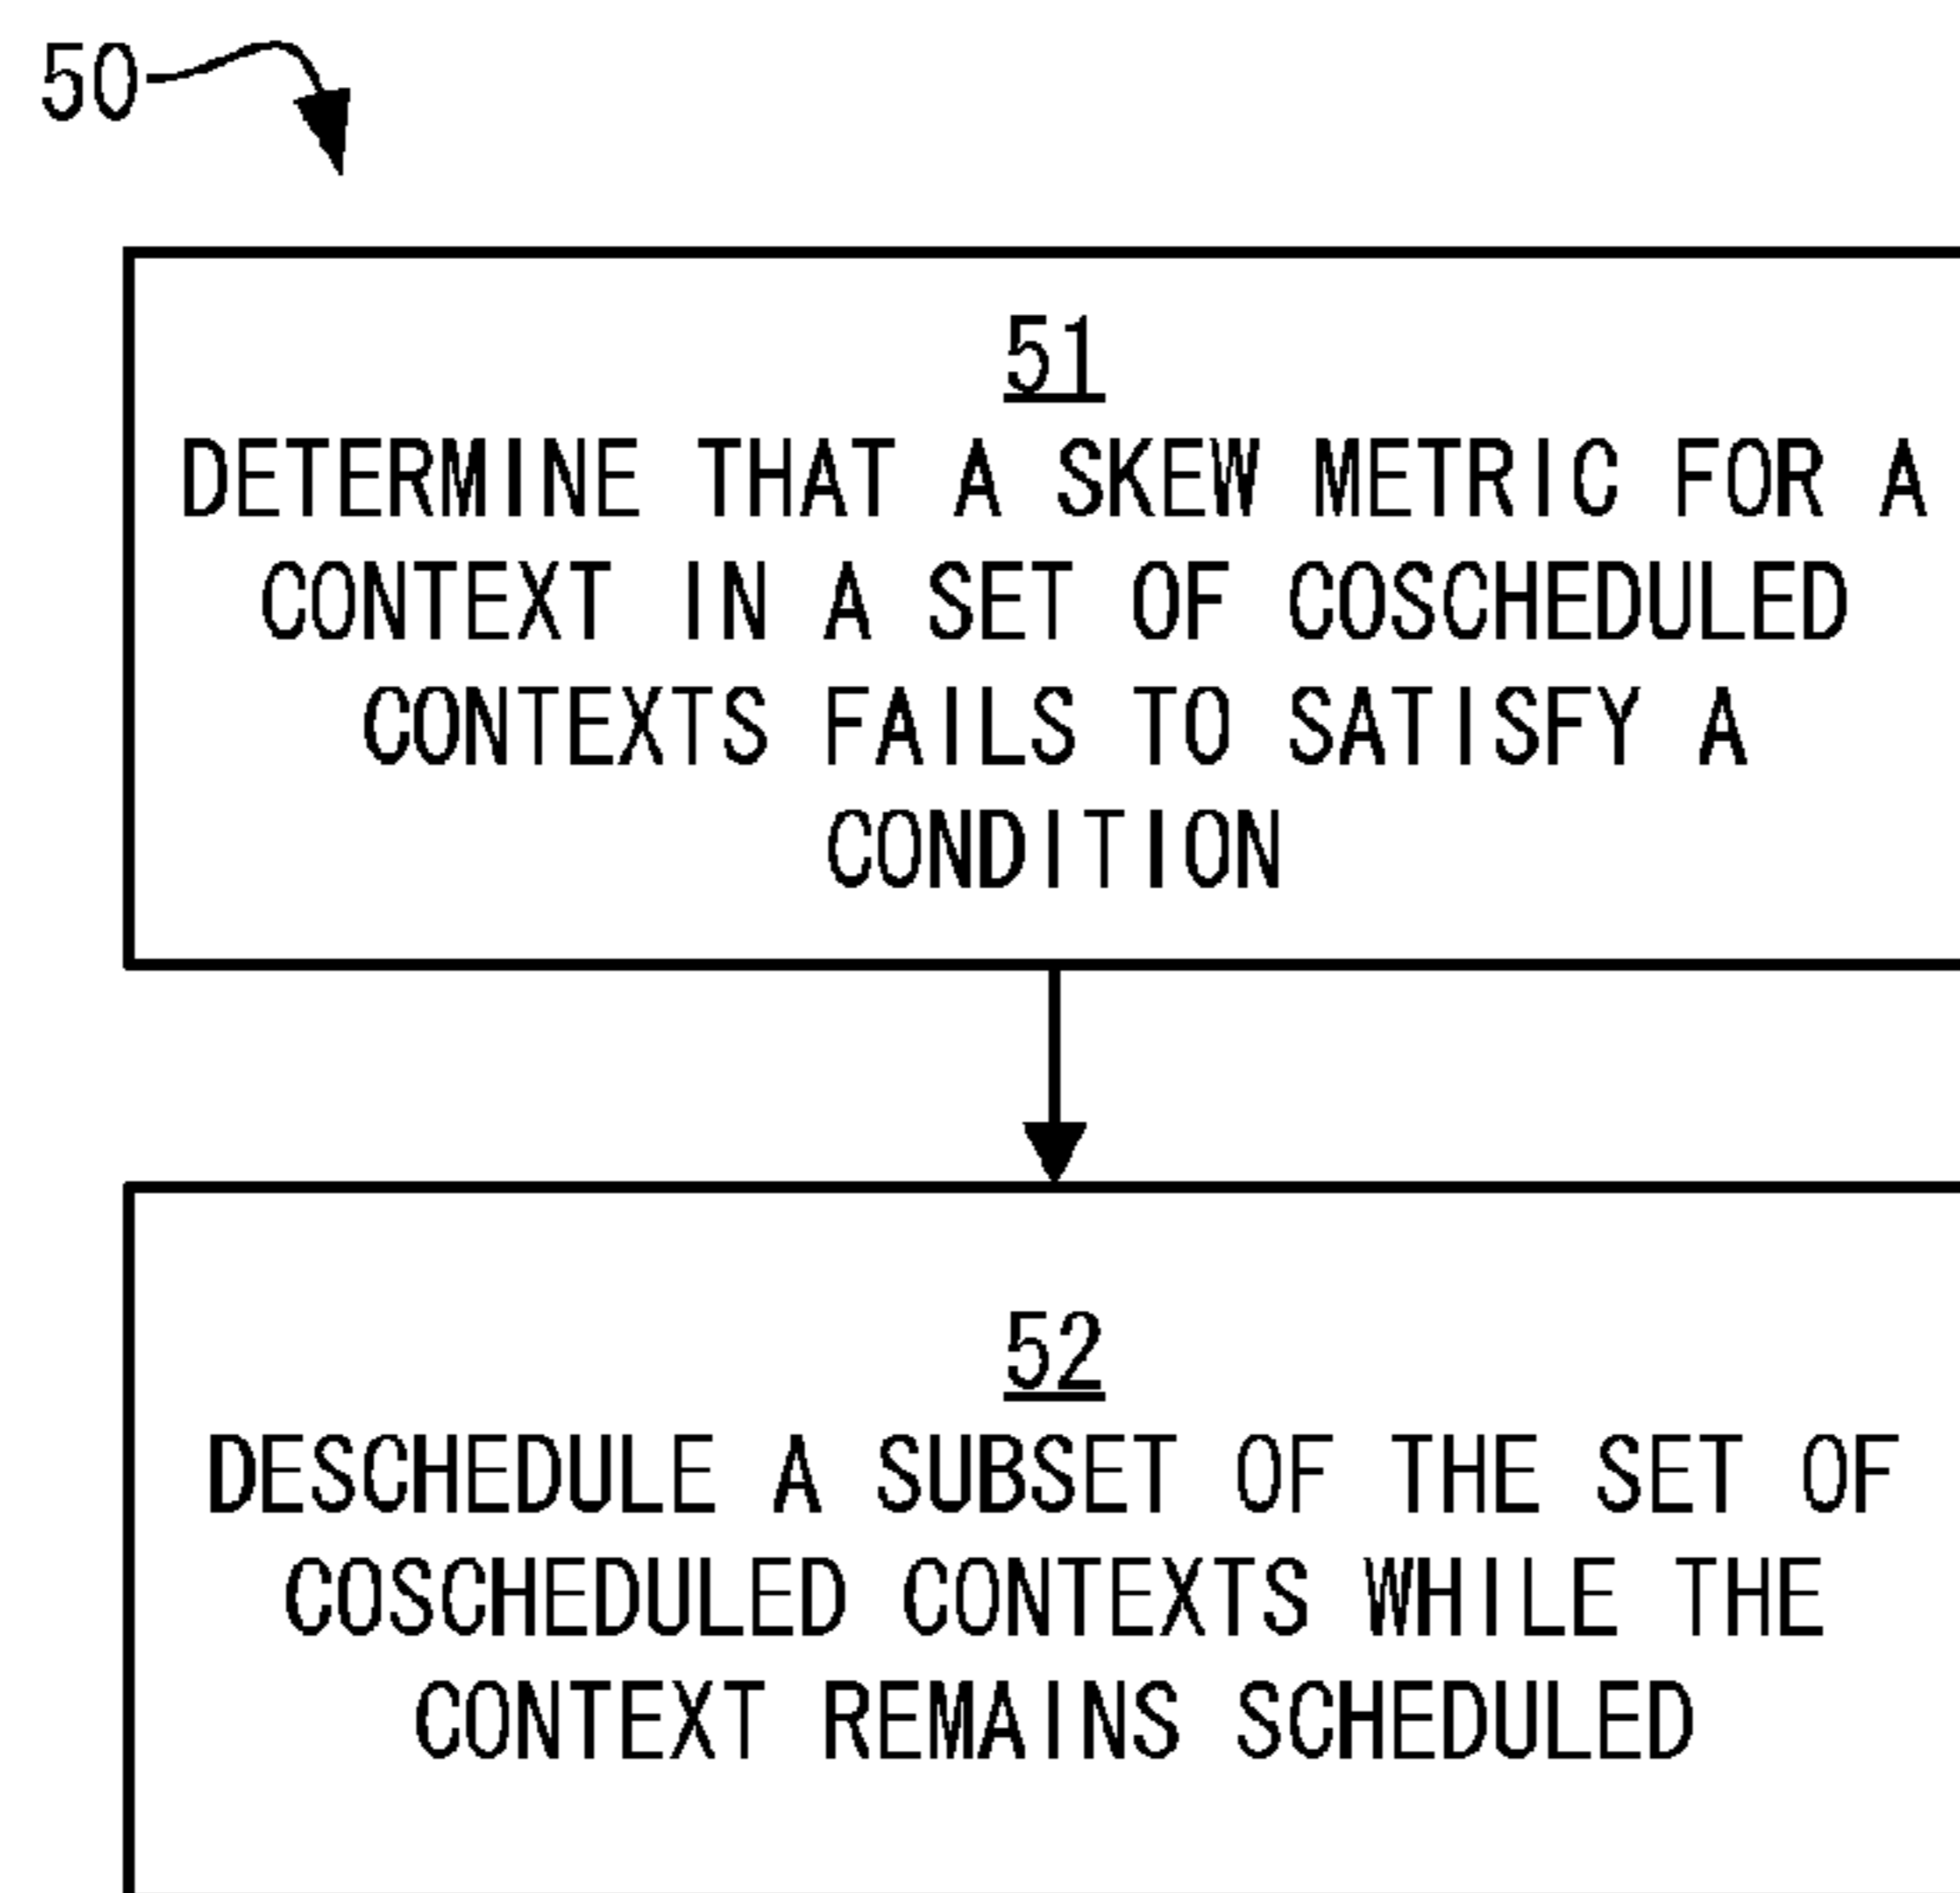 50
51
DETERMINE THAT A SKEW METRIC FOR A
CONTEXT IN A SET OF COSCHEDULED
CONTEXTS FAILS TO SATISFY A
CONDITION
52
DESCHEDULE A SUBSET OF THE SET OF
COSCHEDULED CONTEXTS WHILE THE
CONTEXT REMAINS SCHEDULED